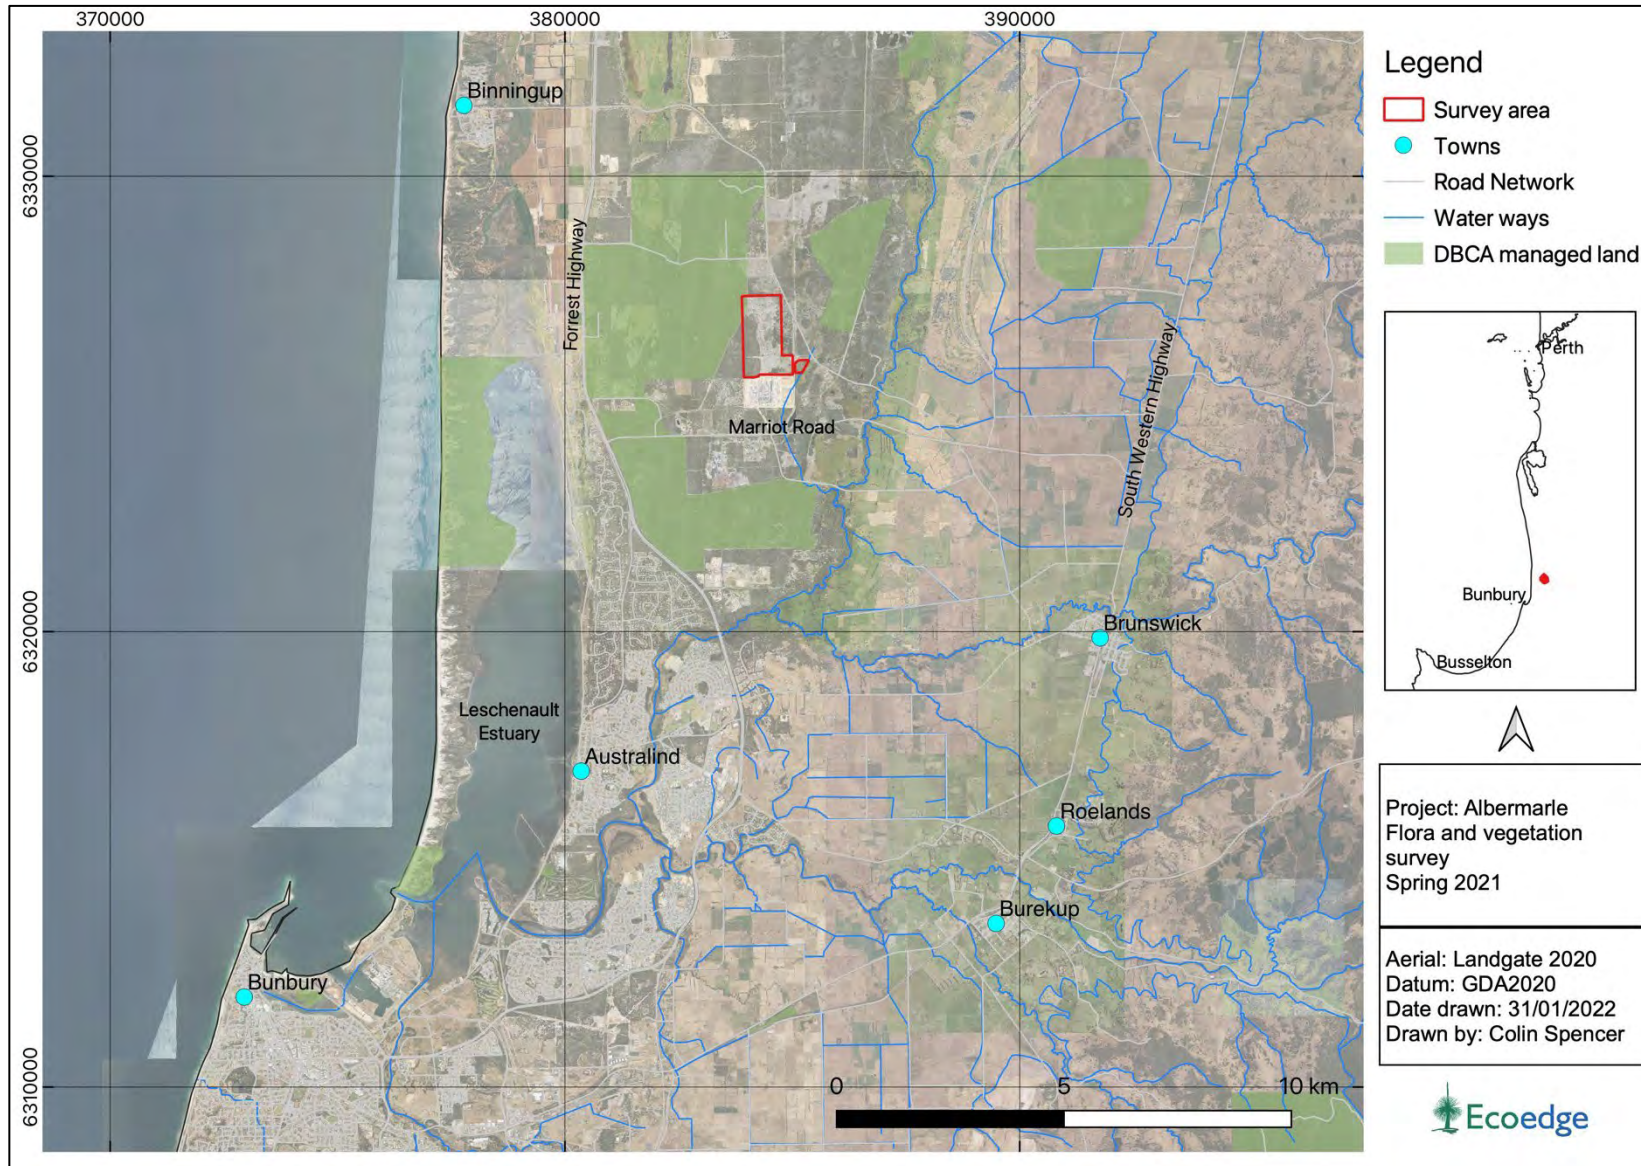 370000
380000
390000
6330000
6320000
6310000
Binningup
Forrest Highway
Marriot Road
South Western Highway
Brunswick
Leschenault
Estuary
Australind
Roelands
Burekup
Bunbury
0
5
10 km
Legend
Survey area
Towns
Road Network
Water ways
DBCA managed land
Perth
Bunbury
Busselton
Project: Albermarle
Flora and vegetation
survey
Spring 2021
Aerial: Landgate 2020
Datum: GDA2020
Date drawn: 31/01/2022
Drawn by: Colin Spencer
Ecoedge